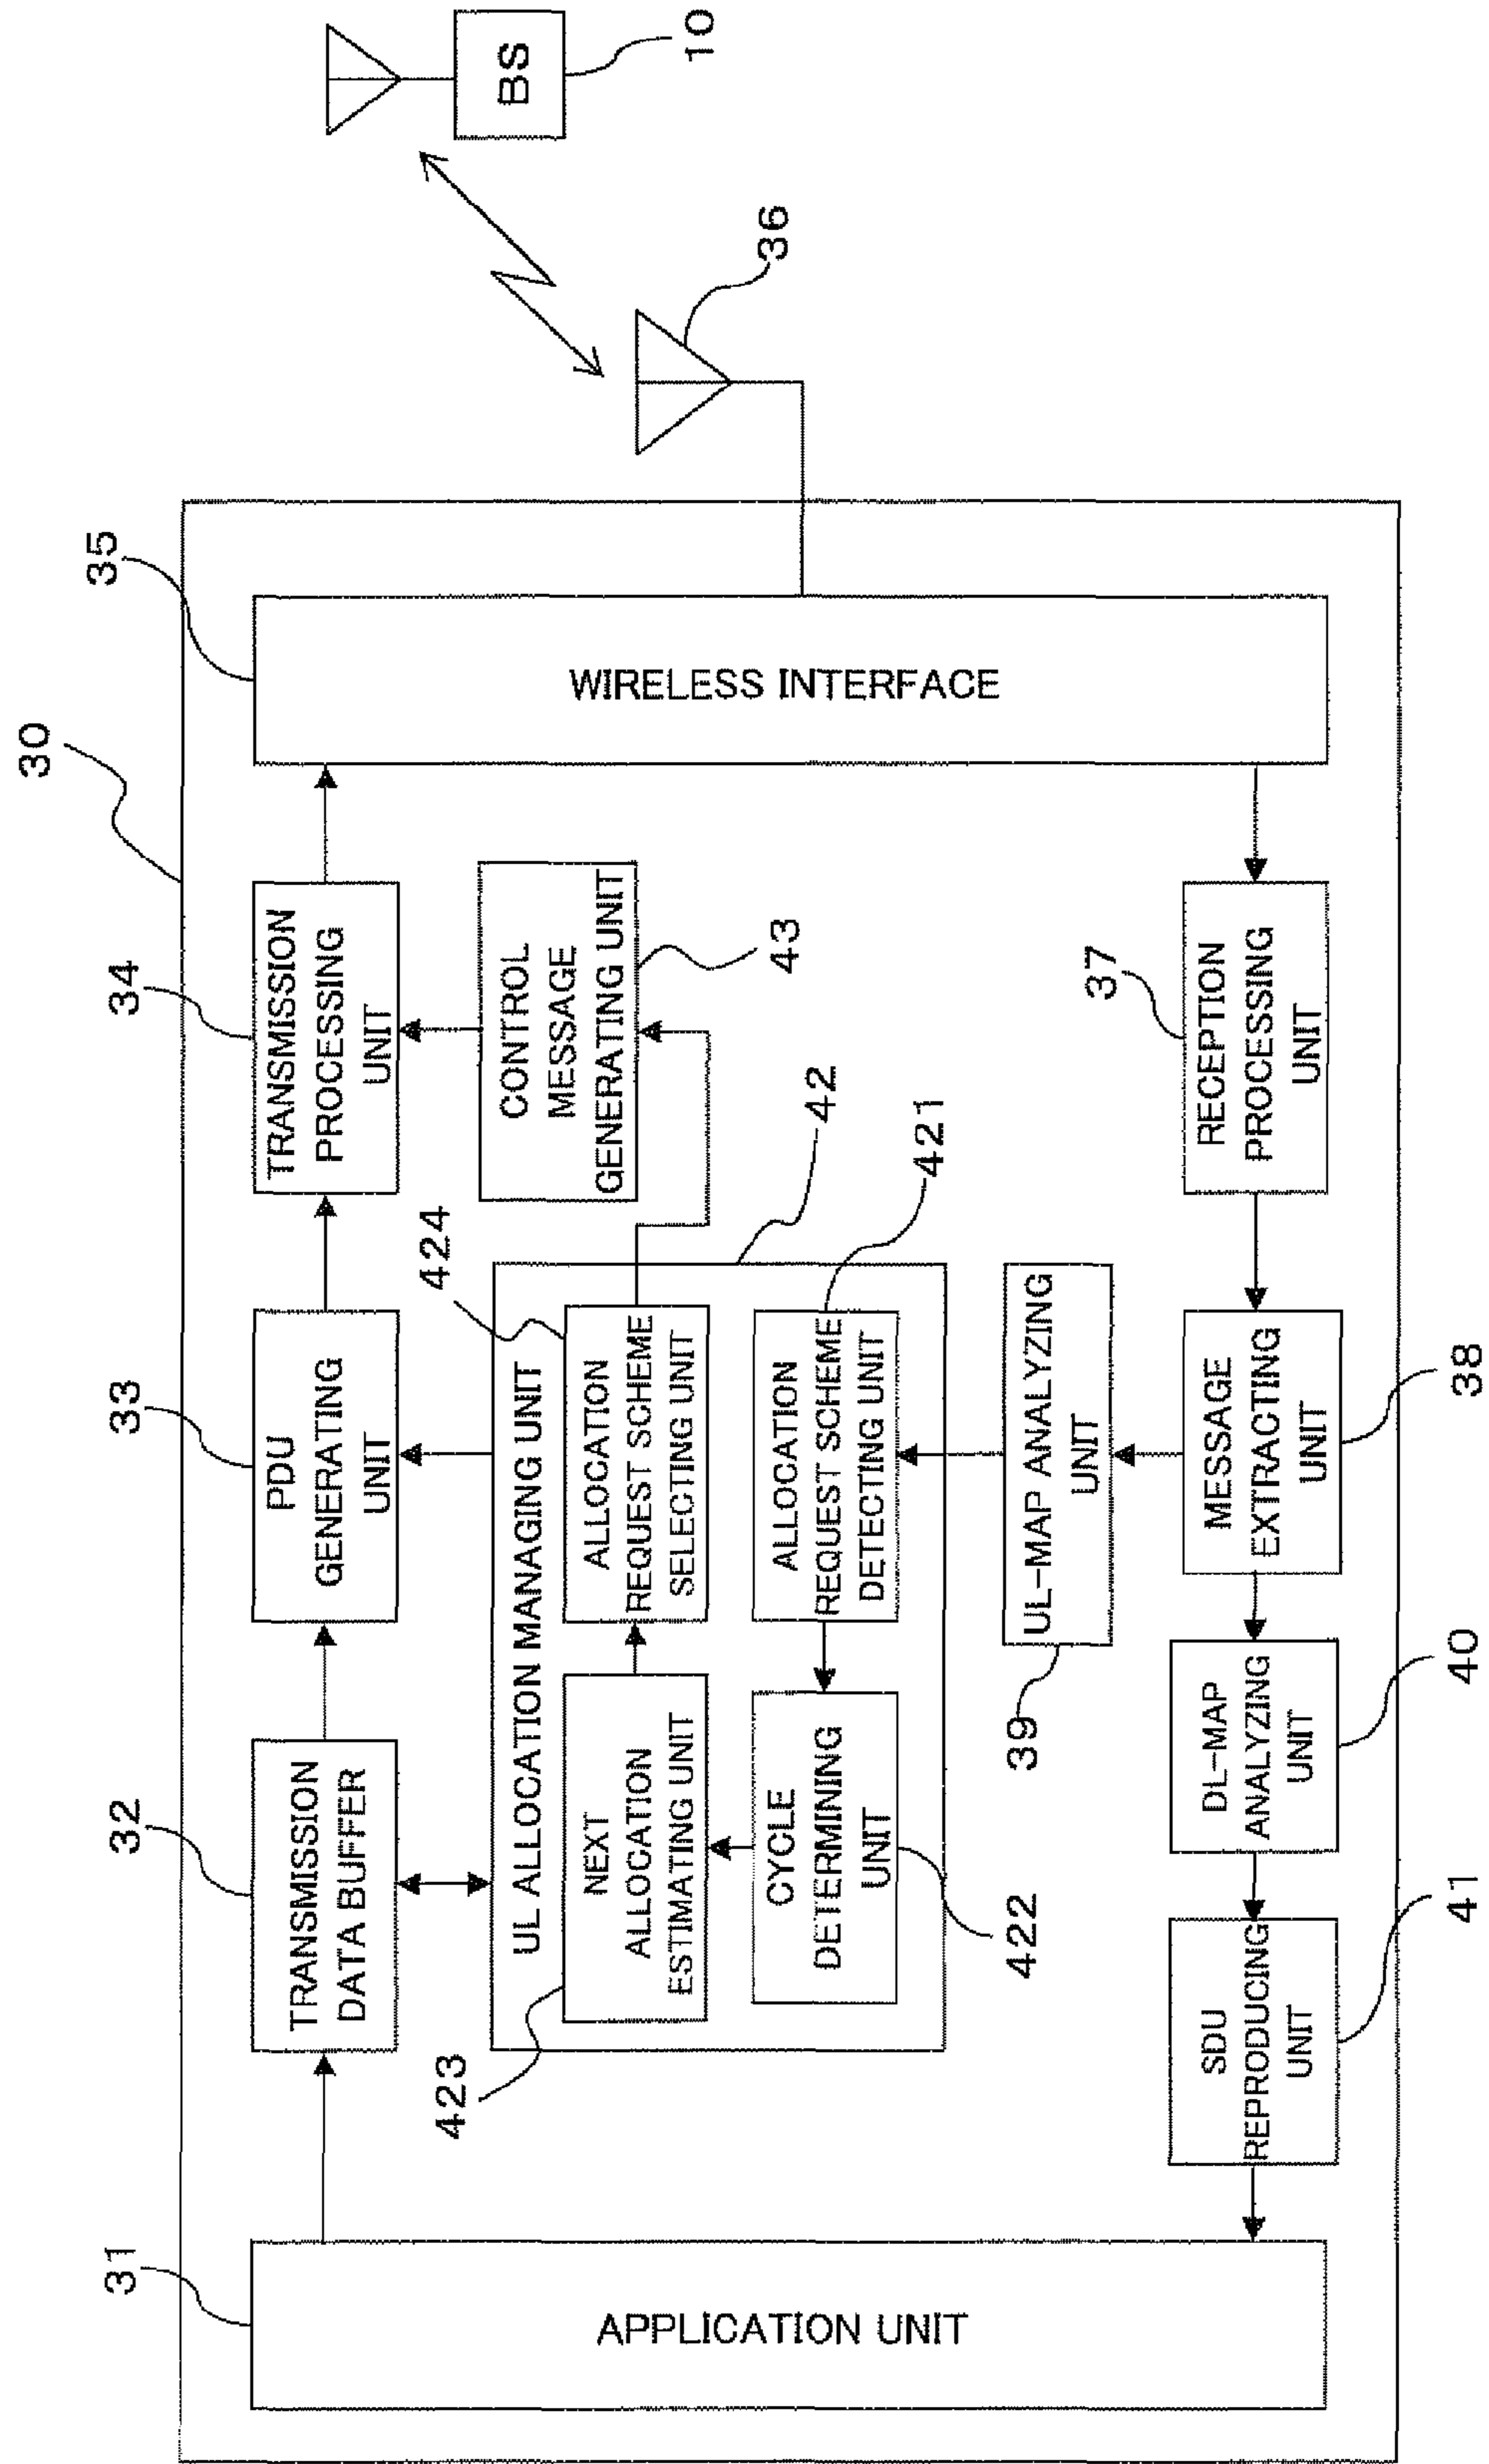 30
31
APPLICATION UNIT
32
TRANSMISSION
DATA BUFFER
33
PDU
GENERATING
UNIT
34
TRANSMISSION
PROCESSING
UNIT
35
WIRELESS INTERFACE
36
BS
10
UL ALLOCATION MANAGING UNIT
423
NEXT
ALLOCATION
ESTIMATING UNIT
424
ALLOCATION
REQUEST SCHEME
SELECTING UNIT
CONTROL
MESSAGE
GENERATING UNIT
43
42
CYCLE
DETERMINING
UNIT
422
ALLOCATION
REQUEST SCHEME
DETECTING UNIT
421
39
UL-MAP ANALYZING
UNIT
37
RECEPTION
PROCESSING
UNIT
MESSAGE
EXTRACTING
UNIT
38
DL-MAP
ANALYZING
UNIT
40
SDU
REPRODUCING
UNIT
41